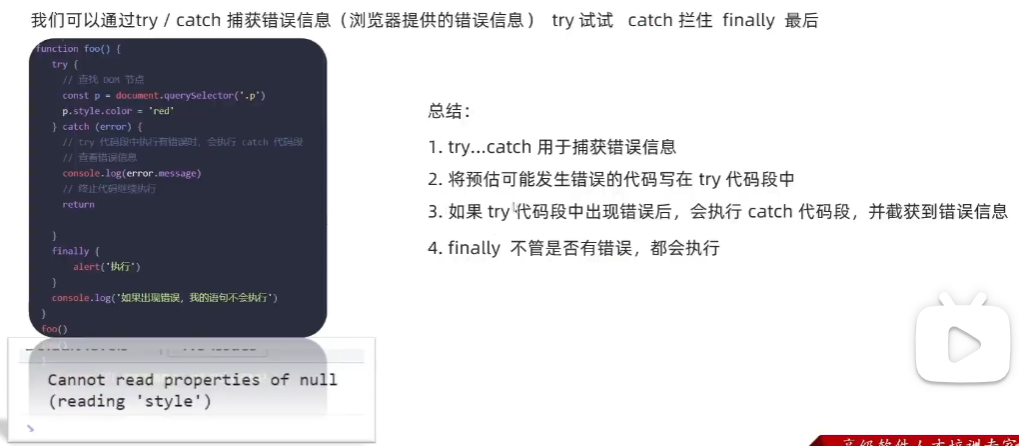 我们可以通过try / catch 捕获错误信息（浏览器提供的错误信息） try 试试 catch 拦住 finally 最后
function foo() {
try {
// 查找 DOM 节点
const p = document.querySelector('.p')
p.style.color = 'red'
} catch (error) {
// try 代码段中执行有错误时，会执行 catch 代码段
// 查看错误信息
console.log(error.message)
// 终止代码继续执行
return
}
finally {
alert('执行')
}
console.log('如果出现错误，我的语句不会执行')
}
foo()
Cannot read properties of null
(reading 'style')
总结：
1. try...catch 用于捕获错误信息
2. 将预估可能发生错误的代码写在 try 代码段中
3. 如果 try 代码段中出现错误后，会执行 catch 代码段，并截获到错误信息
4. finally 不管是否有错误，都会执行
高级软件人才培训专家